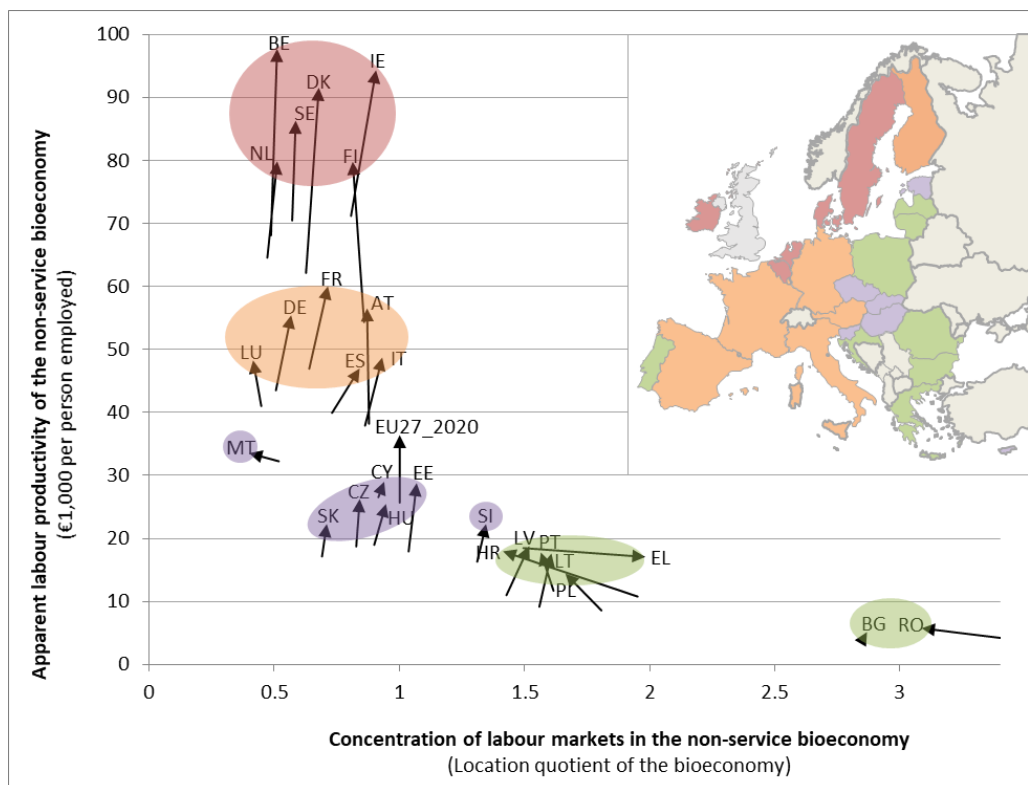 Apparent labour productivity of the non-service bioeconomy
(€1,000 per person employed)
100
90
80
70
60
50
40
30
20
10
0
BE
IE
DK
SE
NL
FI
FR
DE
AT
LU
ES
IT
EU27_2020
MT
CY
EE
CZ
SK
HU
SI
LV
PT
HR
LT
EL
PL
BG
RO
0
0.5
1
1.5
2
2.5
3
Concentration of labour markets in the non-service bioeconomy
(Location quotient of the bioeconomy)